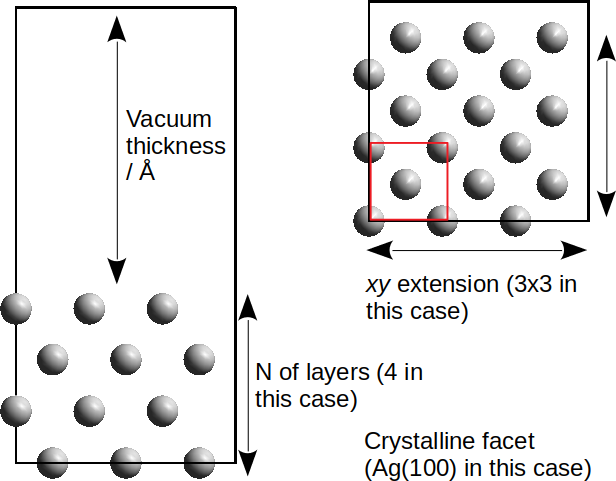 Vacuum
thickness
/ Å
N of layers (4 in
this case)
xy extension (3x3 in
this case)
Crystalline facet
(Ag(100) in this case)